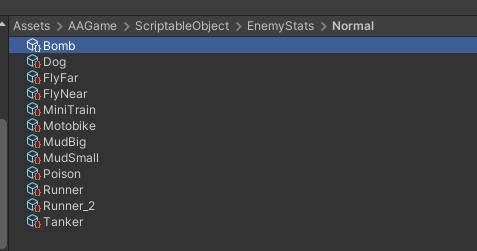 Assets > AAGame > ScriptableObject > EnemyStats > Normal
Bomb
Dog
FlyFar
FlyNear
MiniTrain
Motobike
MudBig
MudSmall
Poison
Runner
Runner_2
Tanker